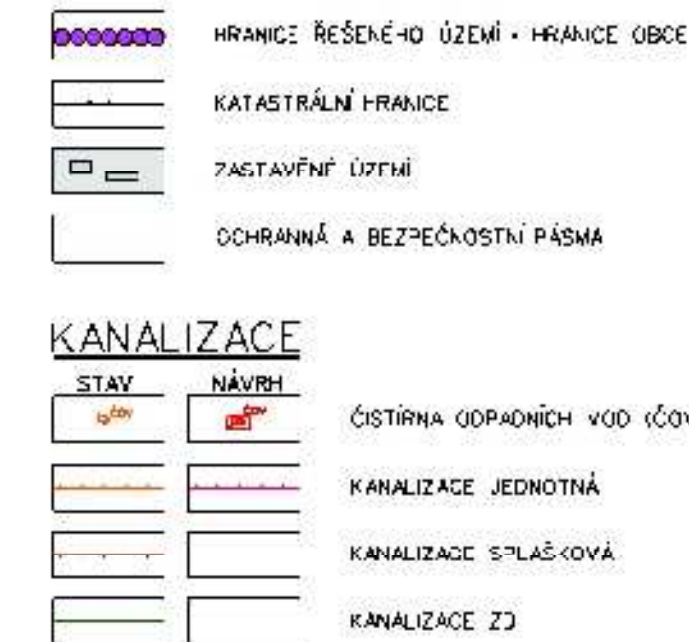 HRANICE ŘEŠENÉHO ÚZEMÍ - HRANICE OBCE
KATASTRÁLNÍ HRANICE
ZASTAVĚNÉ ÚZEMÍ
OCHRANNÁ A BEZPEČNOSTNÍ PÁSMA
KANALIZACE
STAV NÁVRH
ČOV ČOV ČISTÍRNA ODPADNÍCH VOD (ČOV
KANALIZACE JEDNOTNÁ
KANALIZACE SPLAŠKOVÁ
KANALIZACE ZD